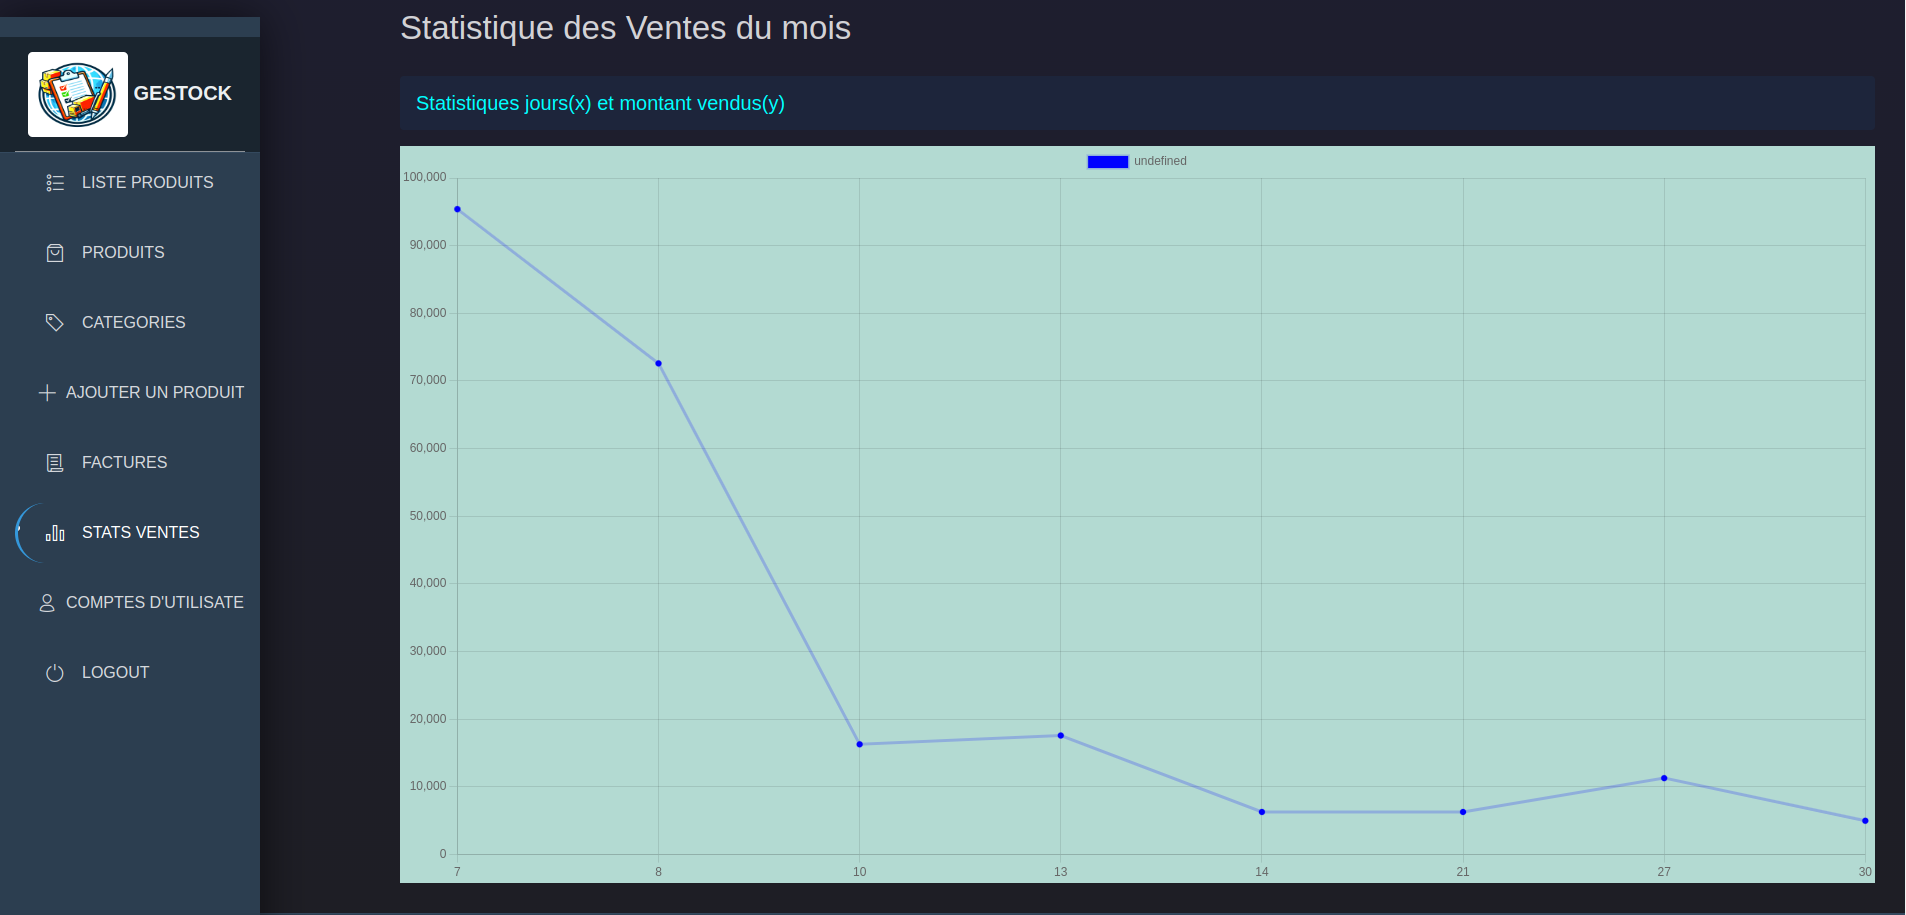 Statistique des Ventes du mois
GESTOCK
Statistiques jours(x) et montant vendus(y)
LISTE PRODUITS
PRODUITS
CATEGORIES
AJOUTER UN PRODUIT
FACTURES
STATS VENTES
COMPTES D'UTILISATE
LOGOUT
undefined
100,000
90,000
80,000
70,000
60,000
50,000
40,000
30,000
20,000
10,000
0
7 8 10 13 14 21 27 30